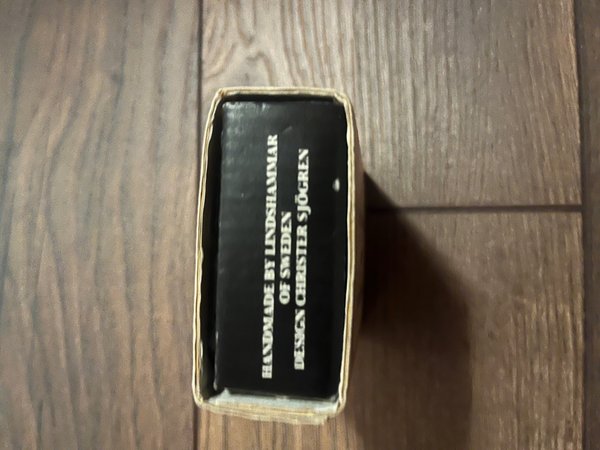 HANDMADE BY LINDSHAMMAR
OF SWEDEN
DESIGN CHRISTER SJÖGREN